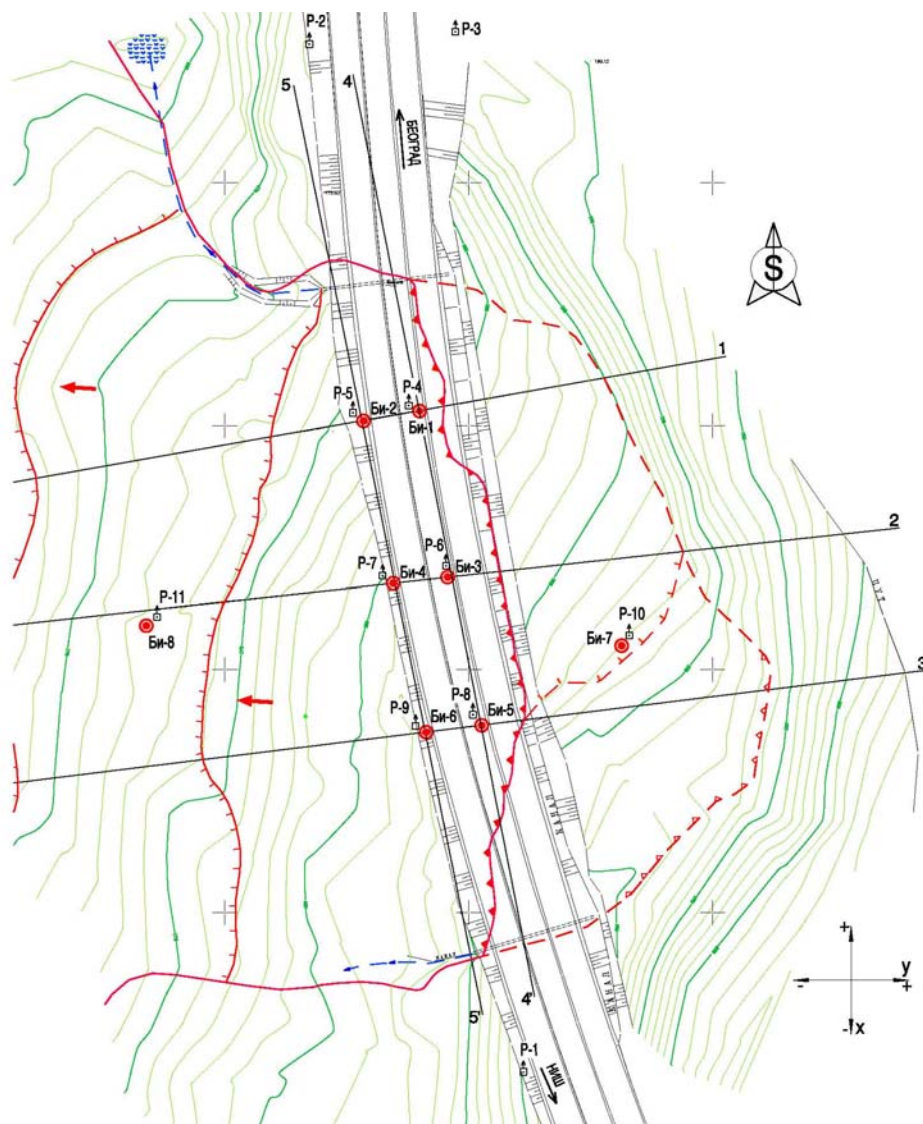 P-2
P-3
5
4
БЕОГРАД
S
1
P-5
P-4
Би-2
Би-1
2
P-7
P-6
Би-4
Би-3
P-11
Би-8
P-10
Би-7
3
P-9
P-8
Би-6
Би-5
КАНАЛ
+
y
-
+
-
x
КАНАЛ
5'
4'
P-1
НИШ